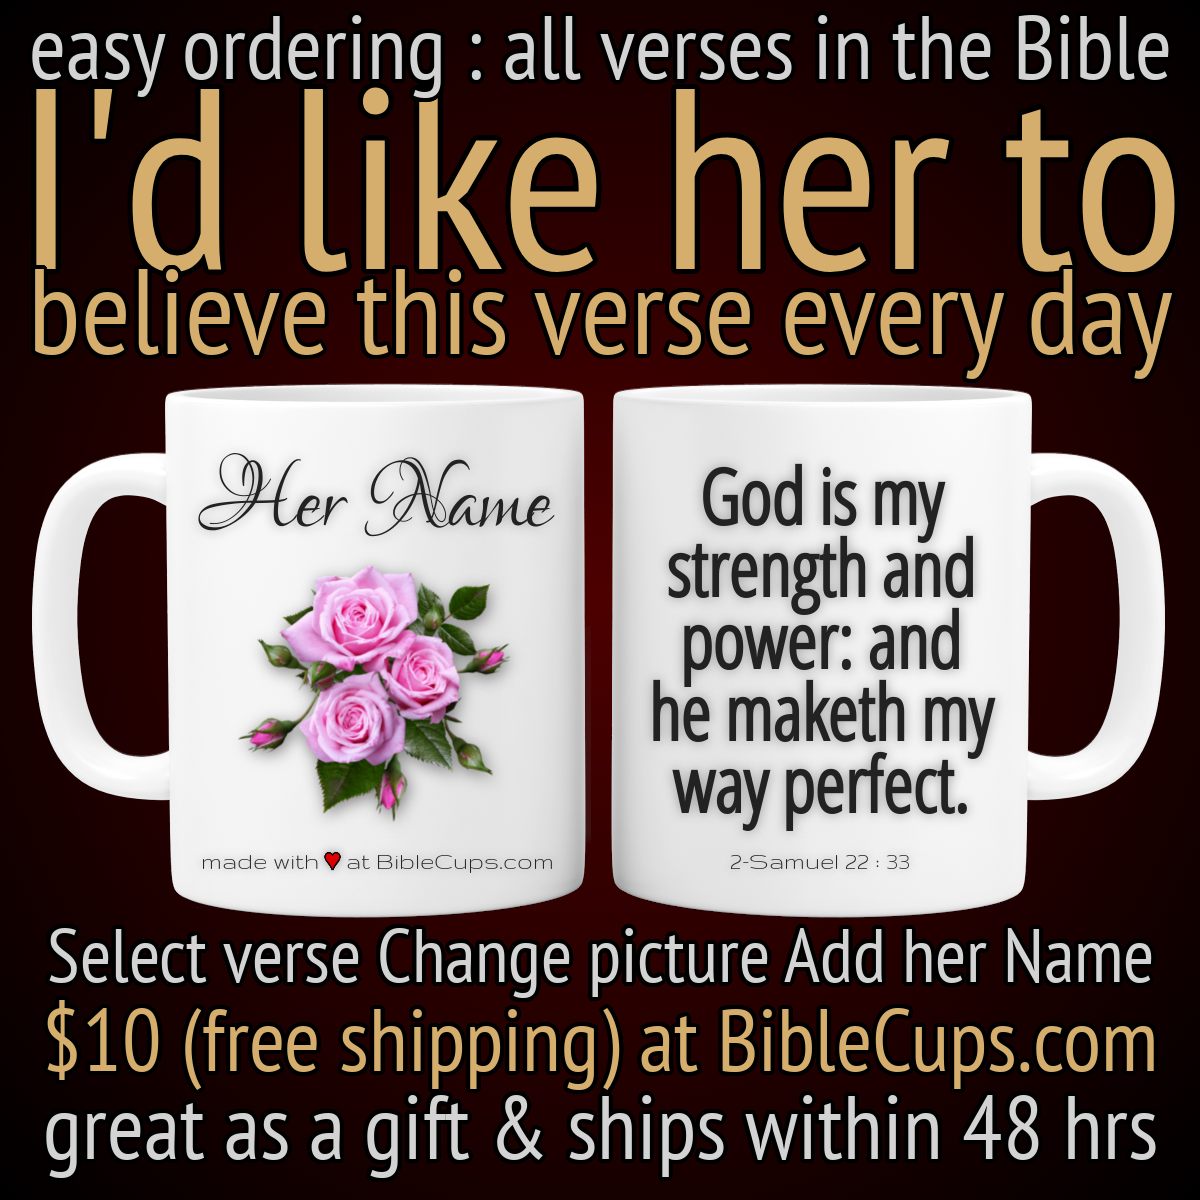 easy ordering : all verses in the Bible
I'd like her to
believe this verse every day
Her Name
made with ♥ at BibleCups.com
God is my
strength and
power: and
he maketh my
way perfect.
2-Samuel 22 : 33
Select verse Change picture Add her Name
$10 (free shipping) at BibleCups.com
great as a gift & ships within 48 hrs